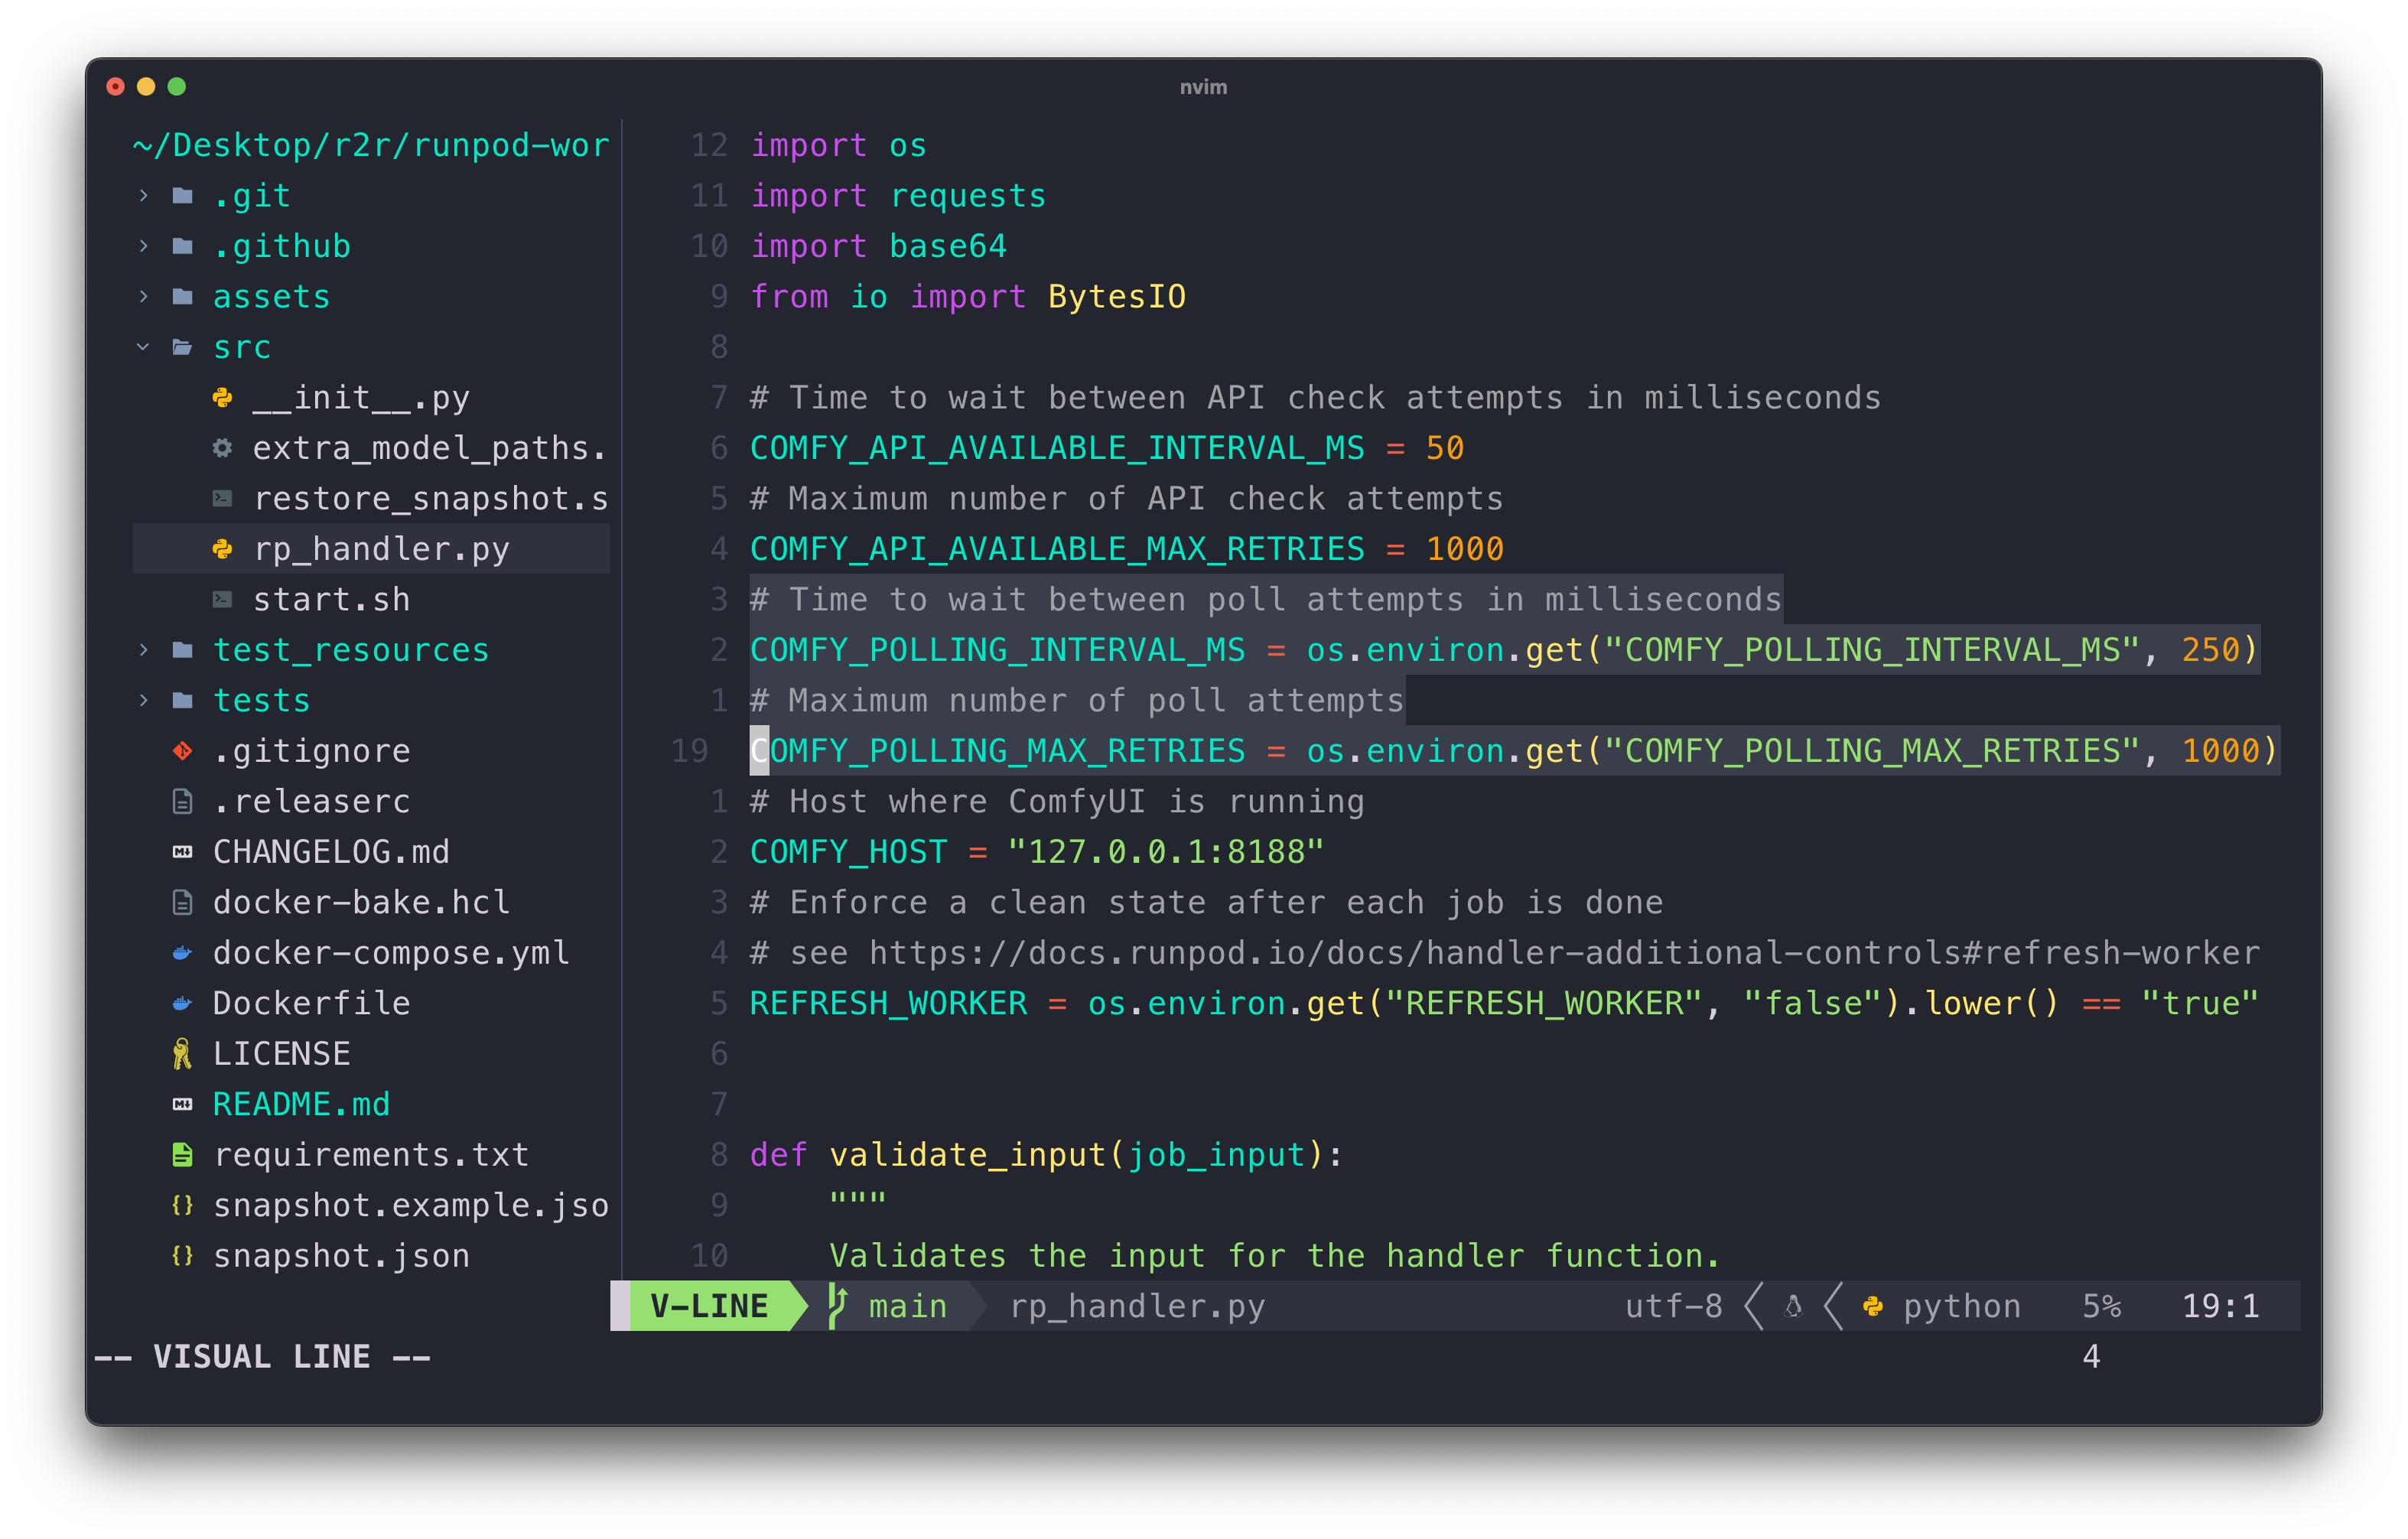 nvim
~/Desktop/r2r/runpod-wor
.git
.github
assets
src
__init__.py
extra_model_paths.
restore_snapshot.s
rp_handler.py
start.sh
test_resources
tests
.gitignore
.releaserc
CHANGELOG.md
docker-bake.hcl
docker-compose.yml
Dockerfile
LICENSE
README.md
requirements.txt
snapshot.example.jso
snapshot.json
12 import os
11 import requests
10 import base64
9 from io import BytesIO
8
7 # Time to wait between API check attempts in milliseconds
6 COMFY_API_AVAILABLE_INTERVAL_MS = 50
5 # Maximum number of API check attempts
4 COMFY_API_AVAILABLE_MAX_RETRIES = 1000
3 # Time to wait between poll attempts in milliseconds
2 COMFY_POLLING_INTERVAL_MS = os.environ.get("COMFY_POLLING_INTERVAL_MS", 250)
1 # Maximum number of poll attempts
19 COMFY_POLLING_MAX_RETRIES = os.environ.get("COMFY_POLLING_MAX_RETRIES", 1000)
1 # Host where ComfyUI is running
2 COMFY_HOST = "127.0.0.1:8188"
3 # Enforce a clean state after each job is done
4 # see https://docs.runpod.io/docs/handler-additional-controls#refresh-worker
5 REFRESH_WORKER = os.environ.get("REFRESH_WORKER", "false").lower() == "true"
6
7
8 def validate_input(job_input):
9     """
10     Validates the input for the handler function.
V-LINE main rp_handler.py utf-8 python 5% 19:1
-- VISUAL LINE -- 4